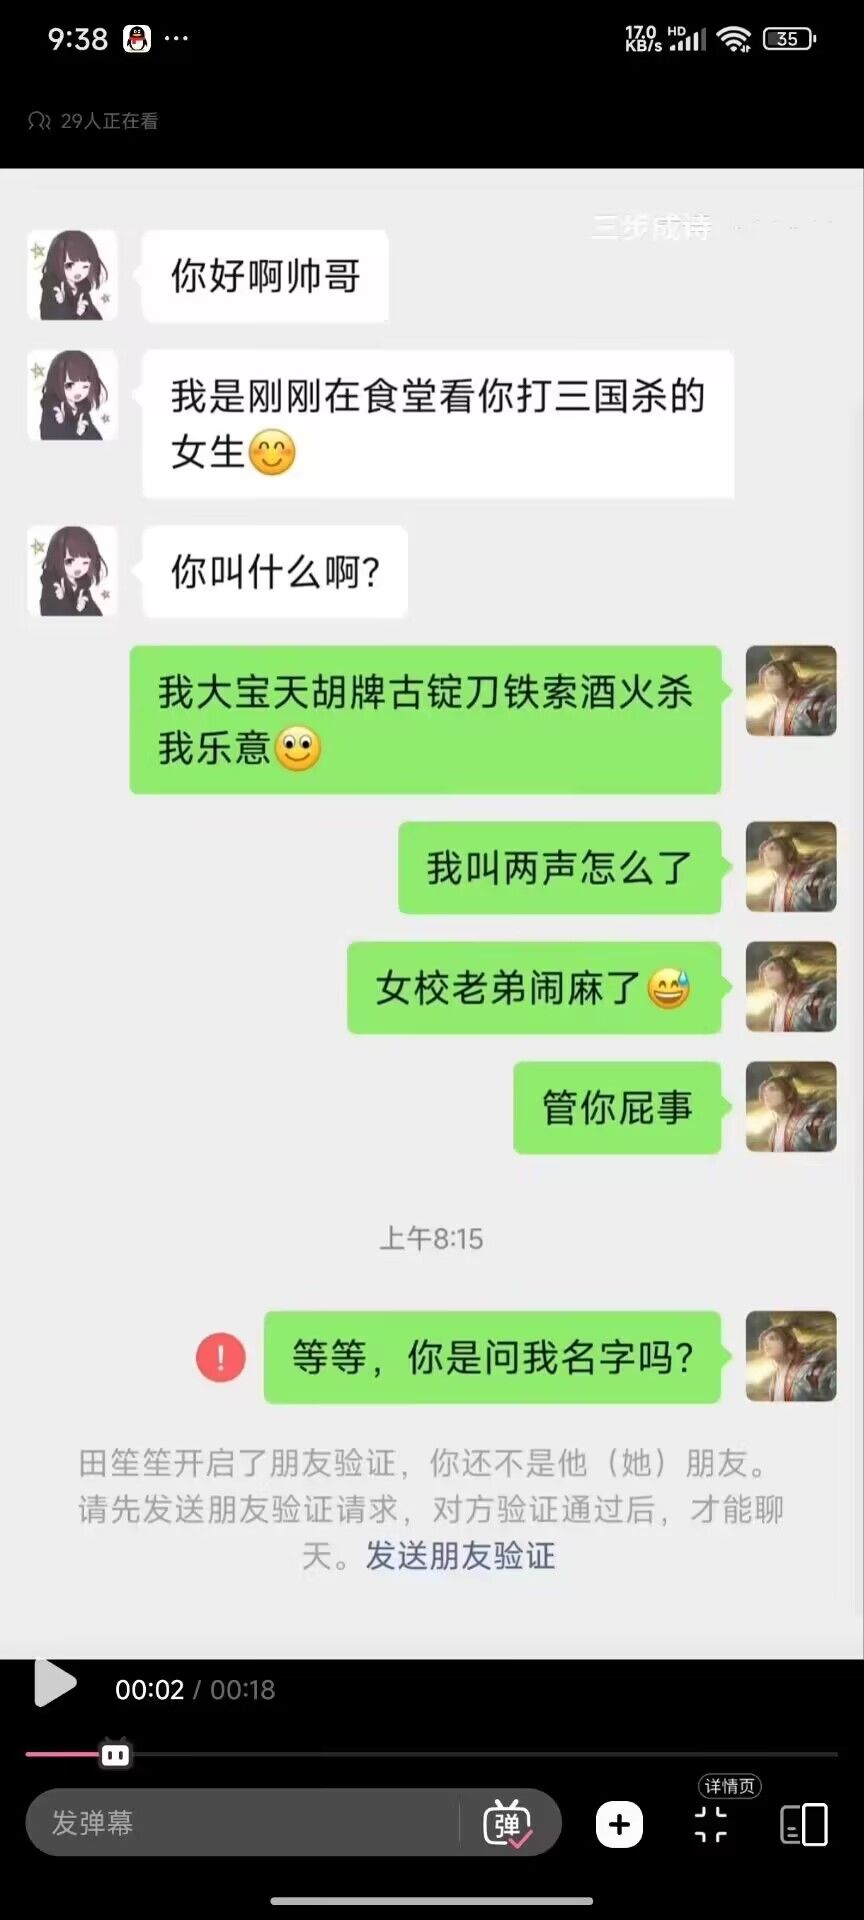 9:38
17.0
KB/s
HD
35
29人正在看
三步成诗
你好啊帅哥
我是刚刚在食堂看你打三国杀的
女生
你叫什么啊?
我大宝天胡牌古锭刀铁索酒火杀
我乐意
我叫两声怎么了
女校老弟闹麻了
管你屁事
上午8:15
等等，你是问我名字吗?
田笙笙开启了朋友验证，你还不是他（她）朋友。
请先发送朋友验证请求，对方验证通过后，才能聊
天。发送朋友验证
00:02 / 00:18
详情页
发弹幕
弹